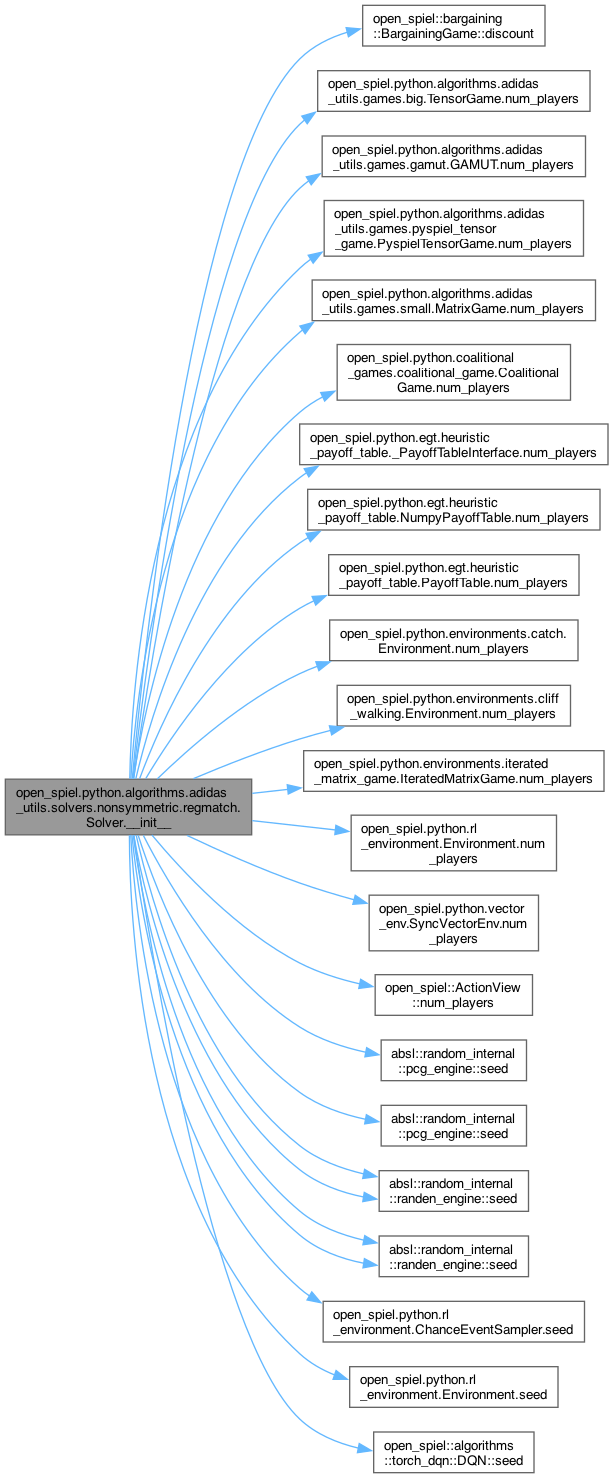 open_spiel::bargaining
::BargainingGame::discount
open_spiel.python.algorithms.adidas
_utils.games.big.TensorGame.num_players
open_spiel.python.algorithms.adidas
_utils.games.gamut.GAMUT.num_players
open_spiel.python.algorithms.adidas
_utils.games.pyspiel_tensor
_game.PyspielTensorGame.num_players
open_spiel.python.algorithms.adidas
_utils.games.small.MatrixGame.num_players
open_spiel.python.coalitional
_games.coalitional_game.Coalitional
Game.num_players
open_spiel.python.egt.heuristic
_payoff_table._PayoffTableInterface.num_players
open_spiel.python.egt.heuristic
_payoff_table.NumpyPayoffTable.num_players
open_spiel.python.egt.heuristic
_payoff_table.PayoffTable.num_players
open_spiel.python.environments.catch.
Environment.num_players
open_spiel.python.environments.cliff
_walking.Environment.num_players
open_spiel.python.environments.iterated
_matrix_game.IteratedMatrixGame.num_players
open_spiel.python.algorithms.adidas
_utils.solvers.nonsymmetric.regmatch.
Solver.__init__
open_spiel.python.rl
_environment.Environment.num
_players
open_spiel.python.vector
_env.SyncVectorEnv.num
_players
open_spiel::ActionView
::num_players
absl::random_internal
::pcg_engine::seed
absl::random_internal
::pcg_engine::seed
absl::random_internal
::randen_engine::seed
absl::random_internal
::randen_engine::seed
open_spiel.python.rl
_environment.ChanceEventSampler.seed
open_spiel.python.rl
_environment.Environment.seed
open_spiel::algorithms
::torch_dqn::DQN::seed